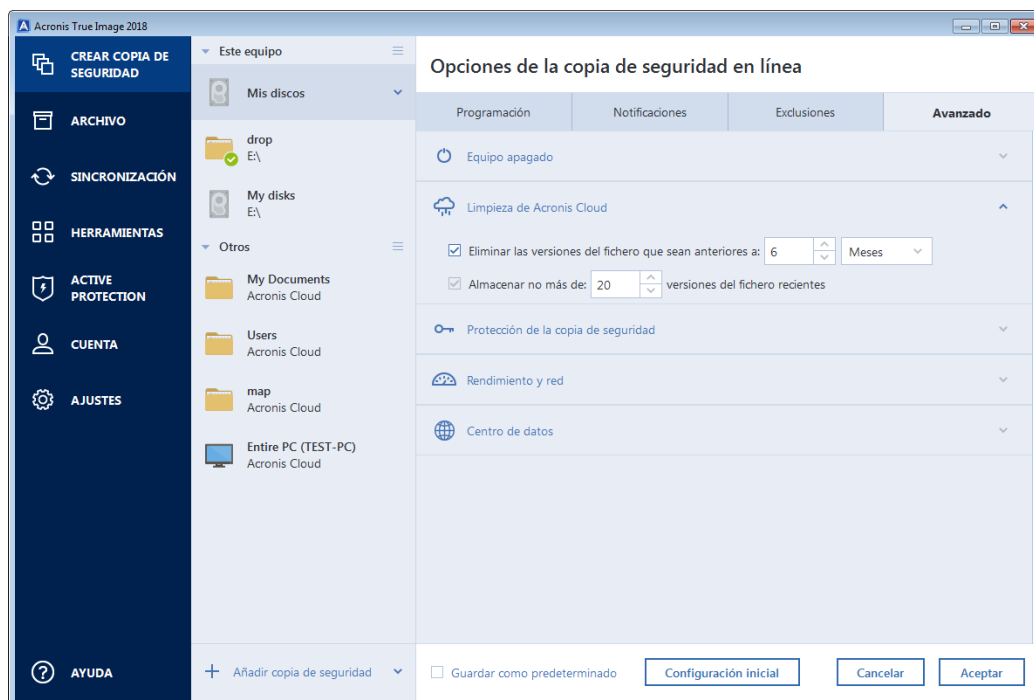 Acronis True Image 2018
CREAR COPIA DE
SEGURIDAD
ARCHIVO
SINCRONIZACIÓN
HERRAMIENTAS
ACTIVE
PROTECTION
CUENTA
AJUSTES
AYUDA
Este equipo
Mis discos
drop
E:\
My disks
E:\
Otros
My Documents
Acronis Cloud
Users
Acronis Cloud
map
Acronis Cloud
Entire PC (TEST-PC)
Acronis Cloud
Añadir copia de seguridad
Opciones de la copia de seguridad en línea
Programación Notificaciones Exclusiones Avanzado
Equipo apagado
Limpieza de Acronis Cloud
Eliminar las versiones del fichero que sean anteriores a: 6 Meses
Almacenar no más de: 20 versiones del fichero recientes
Protección de la copia de seguridad
Rendimiento y red
Centro de datos
Guardar como predeterminado Configuración inicial Cancelar Aceptar